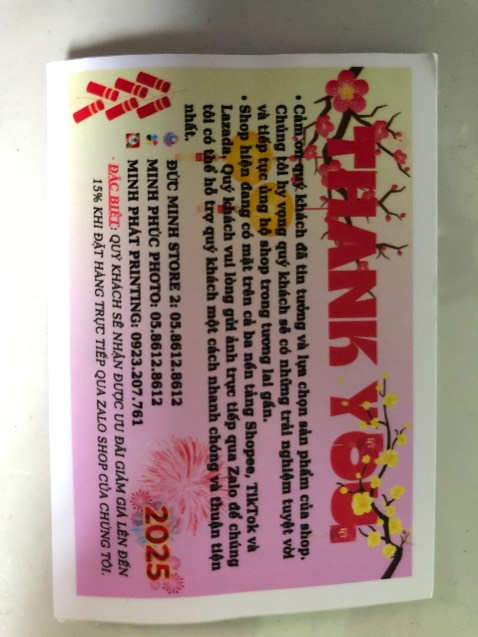 THANK YOU
• Cảm ơn quý khách đã tin tưởng và lựa chọn sản phẩm của shop.
Chúng tôi hy vọng quý khách sẽ có những trải nghiệm tuyệt vời
và tiếp tục ủng hộ shop trong tương lai gần.
• Shop hiện đang có mặt trên cả ba nền tảng Shopee, TikTok và
Lazada. Quý khách vui lòng gửi ảnh trực tiếp qua Zalo để chúng
tôi có thể hỗ trợ quý khách một cách nhanh chóng và thuận tiện
nhất.
ĐỨC MINH STORE 2: 05.8612.8612
MINH PHÚC PHOTO: 05.8612.8612
MINH PHÁT PRINTING: 0923.207.761
2025
- ĐẶC BIỆT: QUÝ KHÁCH SẼ NHẬN ĐƯỢC ƯU ĐÃI GIẢM GIÁ LÊN ĐẾN
15% KHI ĐẶT HÀNG TRỰC TIẾP QUA ZALO SHOP CỦA CHÚNG TÔI.